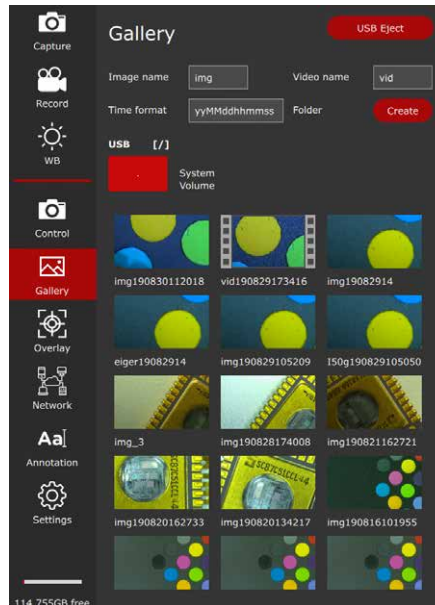 Capture
Record
WB
Control
Gallery
Overlay
Network
Aa
Annotation
Settings
114.755GB free
Gallery
USB Eject
Image name
img
Video name
vid
Time format
yyMMddhhmmss
Folder
Create
USB [/]
.
System
Volume
img190830112018
vid190829173416
img19082914
eiger19082914
img190829105209
I50g190829105050
img_3
img190828174008
img190821162721
img190820162733
img190820134217
img190816101955